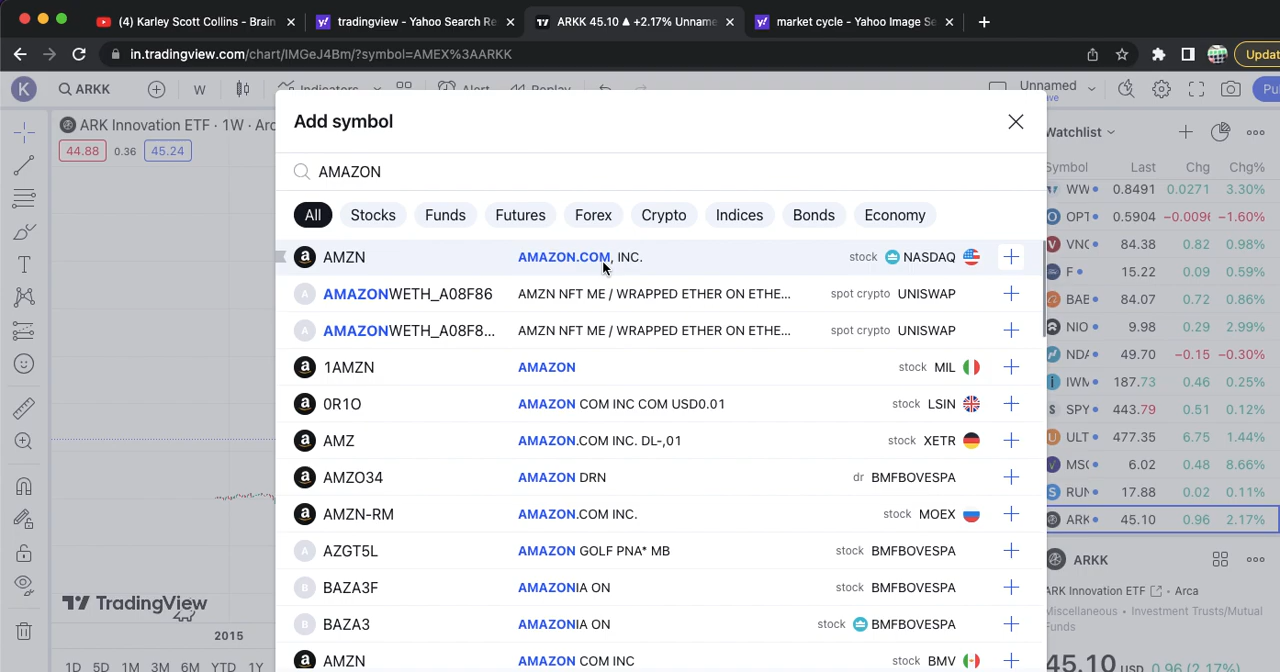 (4) Karley Scott Collins - Brain
tradingview - Yahoo Search Re
ARKK 45.10 ▲ +2.17% Unname
market cycle - Yahoo Image Se
in.tradingview.com/chart/IMGeJ4Bm/?symbol=AMEX%3AARKK
Updat
K ARKK W Indicators Alert Replay Unnamed
Pu
ARK Innovation ETF · 1W · Arc
44.88 0.36 45.24
Add symbol
AMAZON
All Stocks Funds Futures Forex Crypto Indices Bonds Economy
AMZN AMAZON.COM, INC. stock NASDAQ
AMAZONWETH_A08F86 AMZN NFT ME / WRAPPED ETHER ON ETHE... spot crypto UNISWAP
AMAZONWETH_A08F8... AMZN NFT ME / WRAPPED ETHER ON ETHE... spot crypto UNISWAP
1AMZN AMAZON stock MIL
0R1O AMAZON COM INC COM USD0.01 stock LSIN
AMZ AMAZON.COM INC. DL-,01 stock XETR
AMZO34 AMAZON DRN dr BMFBOVESPA
AMZN-RM AMAZON.COM INC. stock MOEX
A AZGT5L AMAZON GOLF PNA* MB stock BMFBOVESPA
B BAZA3F AMAZONIA ON stock BMFBOVESPA
B BAZA3 AMAZONIA ON stock BMFBOVESPA
AMZN AMAZON COM INC stock BMV
Watchlist
Symbol Last Chg Chg%
WW 0.8491 0.0271 3.30%
OPT 0.5904 -0.0096 -1.60%
VNC 84.38 0.82 0.98%
F 15.22 0.09 0.59%
BAB 84.07 0.72 0.86%
NIO 9.98 0.29 2.99%
NDA 49.70 -0.15 -0.30%
IWM 187.73 0.46 0.25%
SPY 443.79 0.51 0.12%
ULT 477.35 6.75 1.44%
MSC 6.02 0.48 8.66%
RUN 17.88 0.02 0.11%
ARK 45.10 0.96 2.17%
ARKK
ARK Innovation ETF · Arca
Miscellaneous · Investment Trusts/Mutual
Funds
45.10 0.96 (2.17%)
TradingView
2015
1D 5D 1M 3M 6M YTD 1Y